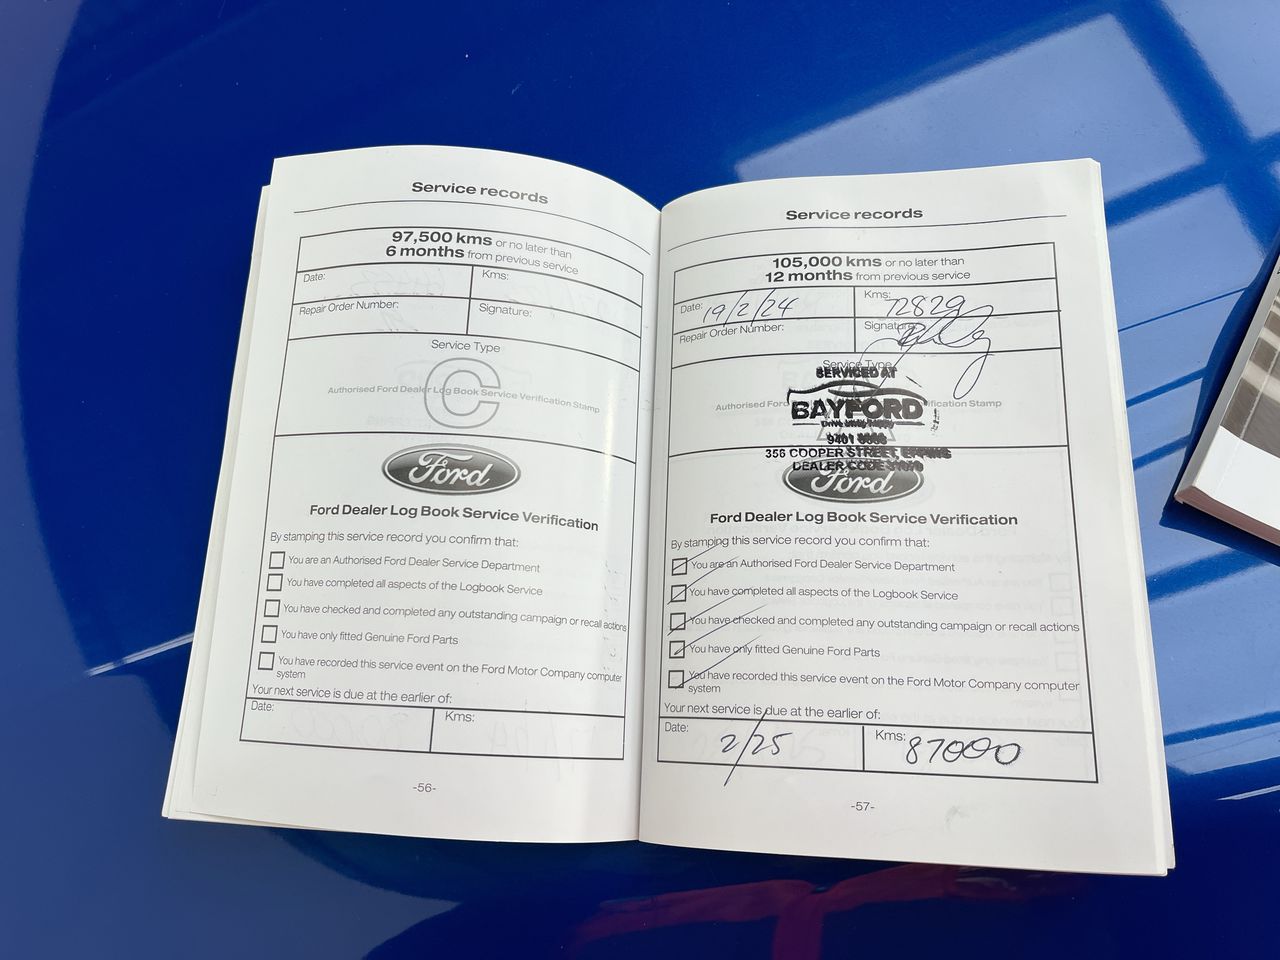 Service records
97,500 kms or no later than
6 months from previous service
Date:
Kms:
Repair Order Number:
Signature:
Service Type
C
Authorised Ford Dealer Log Book Service Verification Stamp
Ford
Ford Dealer Log Book Service Verification
By stamping this service record you confirm that:
You are an Authorised Ford Dealer Service Department
You have completed all aspects of the Logbook Service
You have checked and completed any outstanding campaign or recall actions
You have only fitted Genuine Ford Parts
You have recorded this service event on the Ford Motor Company computer
system
Your next service is due at the earlier of:
Date:
Kms:
-56-
Service records
105,000 kms or no later than
12 months from previous service
Date: 19/2/24
Kms: 72829
Repair Order Number:
Signature:
Service Type
SERVICED AT
Authorised Ford
BAYFORD
Verification Stamp
356 COOPER STREET, EPPING
DEALER CODE
Ford
Ford Dealer Log Book Service Verification
By stamping this service record you confirm that:
You are an Authorised Ford Dealer Service Department
You have completed all aspects of the Logbook Service
You have checked and completed any outstanding campaign or recall actions
You have only fitted Genuine Ford Parts
You have recorded this service event on the Ford Motor Company computer
system
Your next service is due at the earlier of:
Date: 2/25
Kms: 87000
-57-